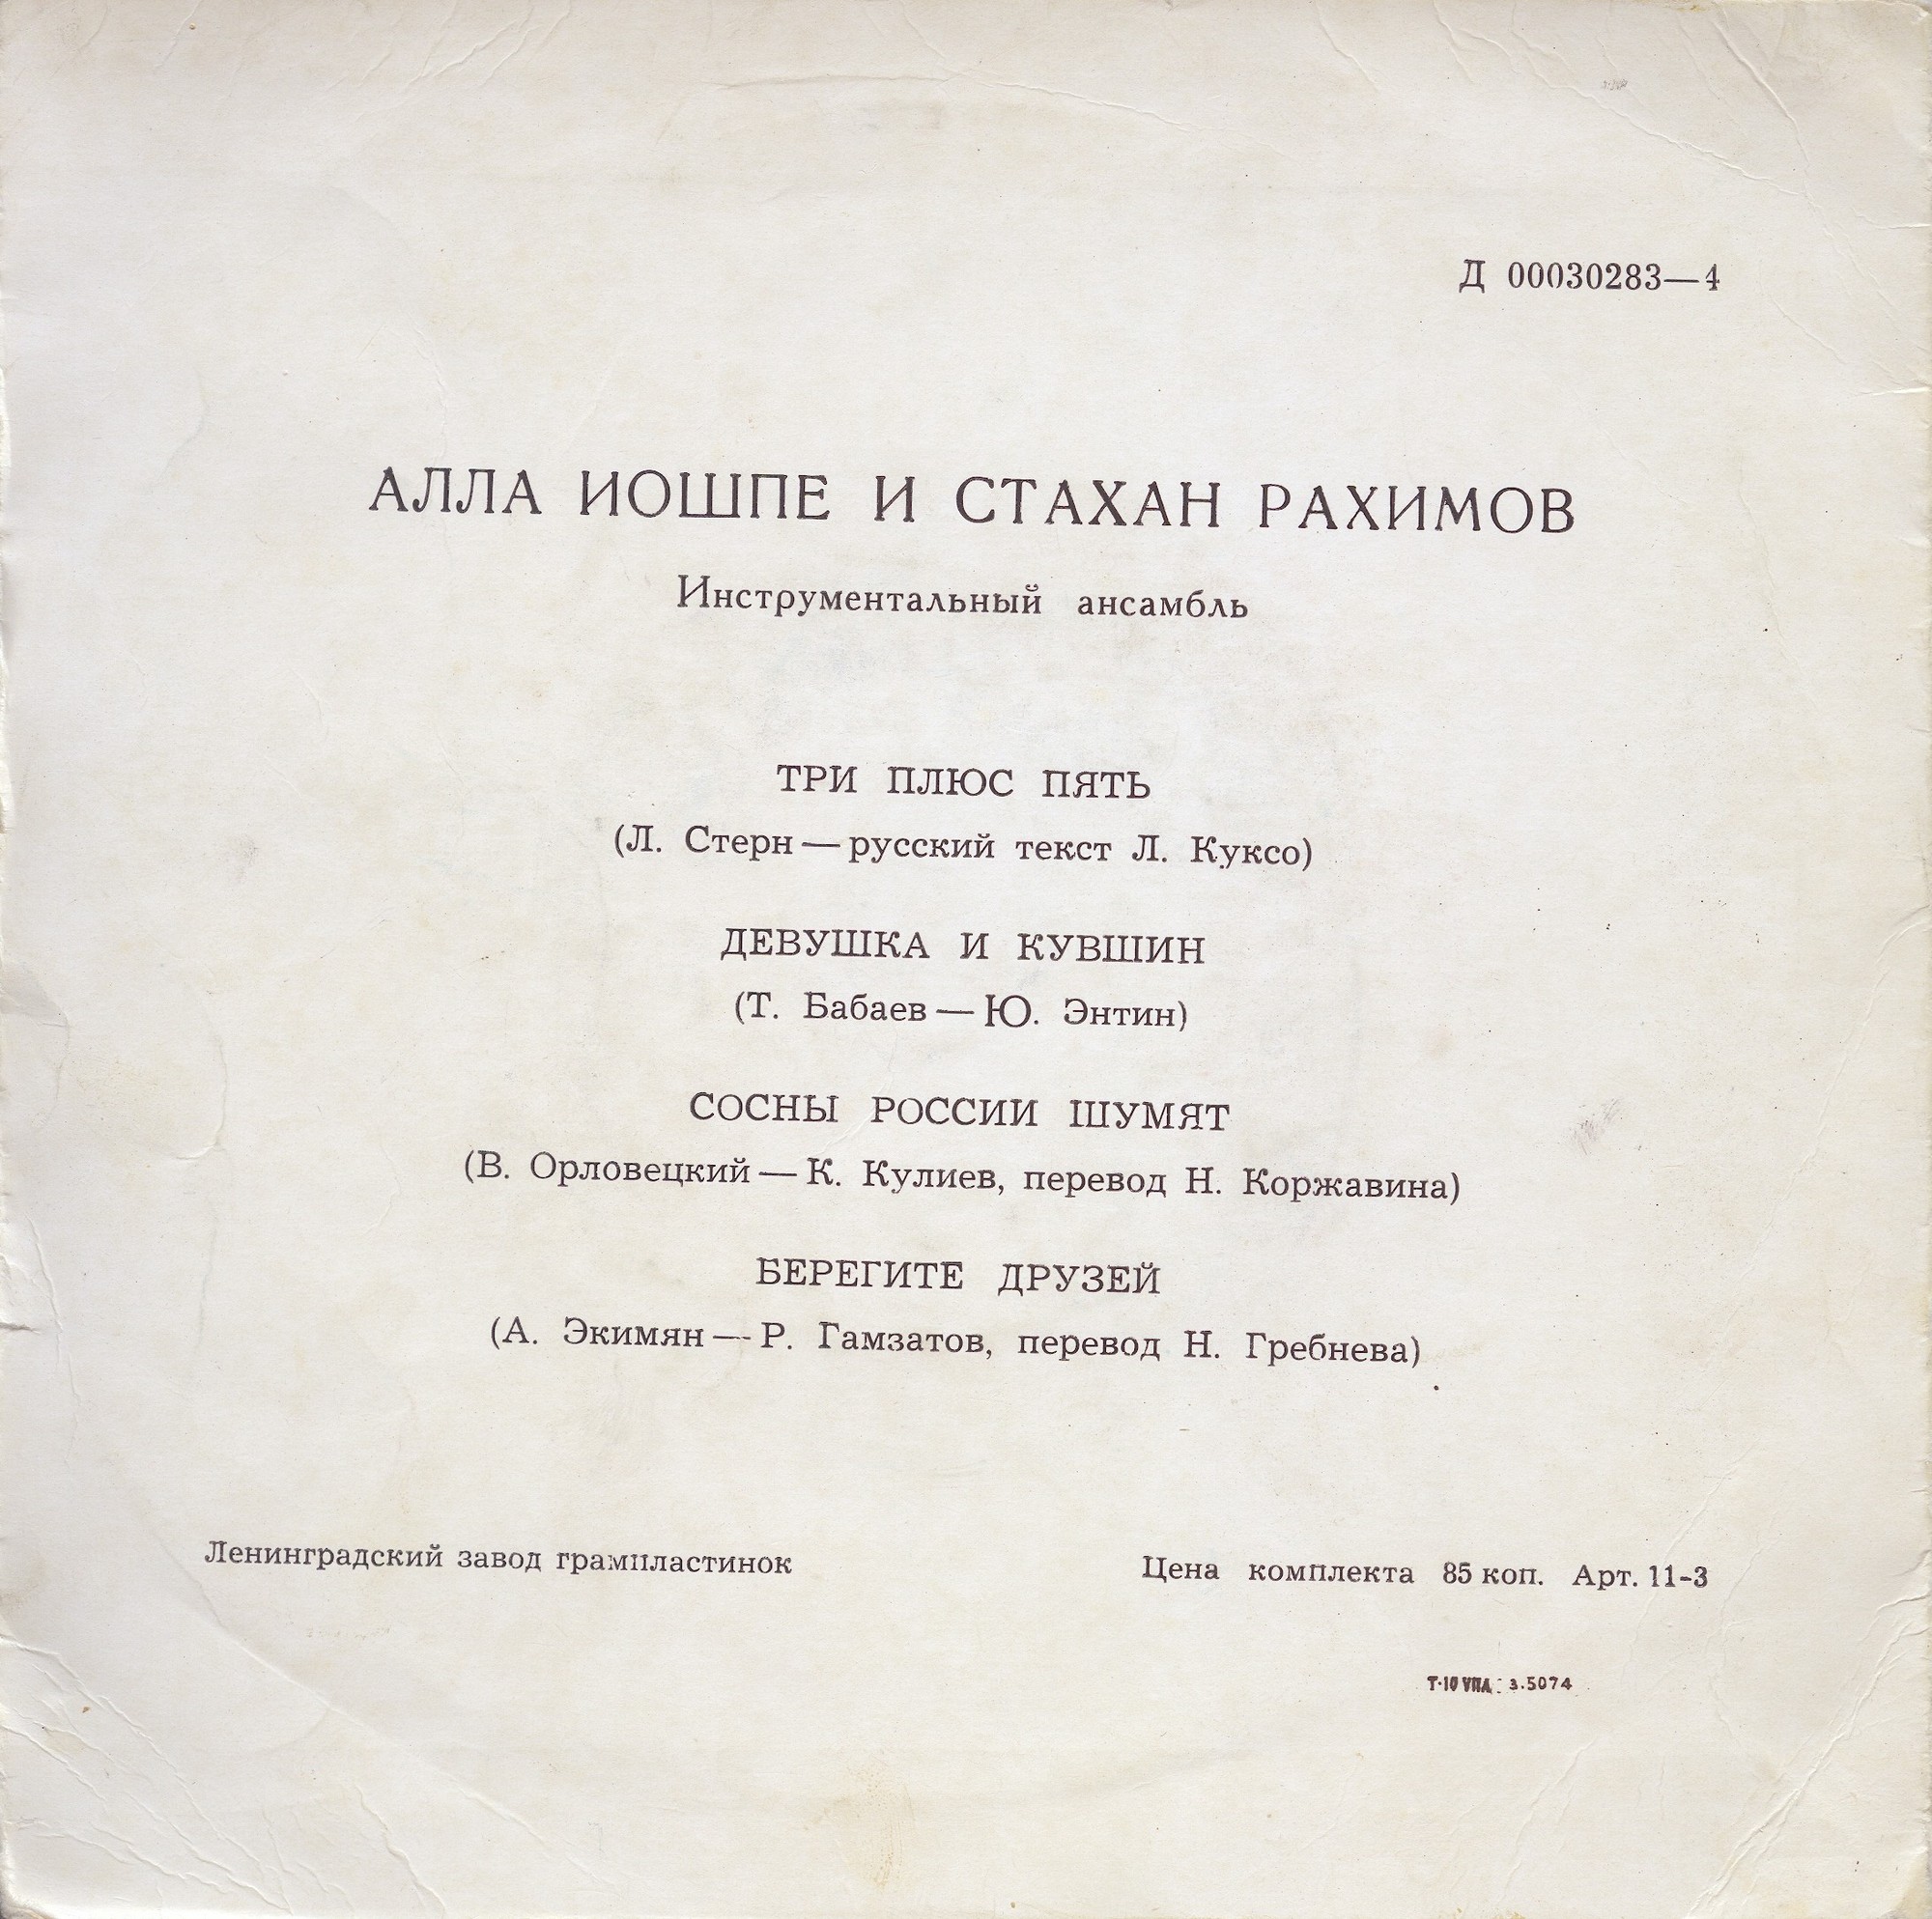 Д 00030283—4
АЛЛА ИОШПЕ И СТАХАН РАХИМОВ
Инструментальный ансамбль
ТРИ ПЛЮС ПЯТЬ
(Л. Стерн — русский текст Л. Куксо)
ДЕВУШКА И КУВШИН
(Т. Бабаев — Ю. Энтин)
СОСНЫ РОССИИ ШУМЯТ
(В. Орловецкий — К. Кулиев, перевод Н. Коржавина)
БЕРЕГИТЕ ДРУЗЕЙ
(А. Экимян — Р. Гамзатов, перевод Н. Гребнева)
Ленинградский завод грампластинок
Цена комплекта 85 коп. Арт. 11-3
з.5074